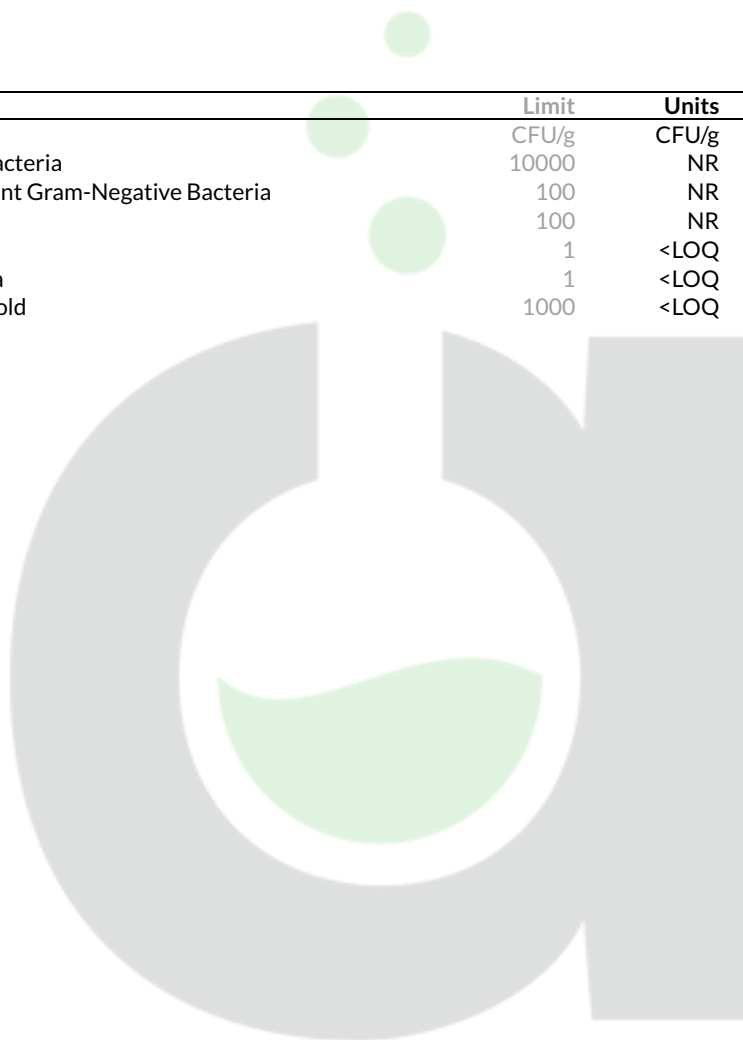 Limit Units
CFU/g CFU/g
acteria 10000 NR
nt Gram-Negative Bacteria 100 NR
100 NR
1 <LOQ
a 1 <LOQ
old 1000 <LOQ